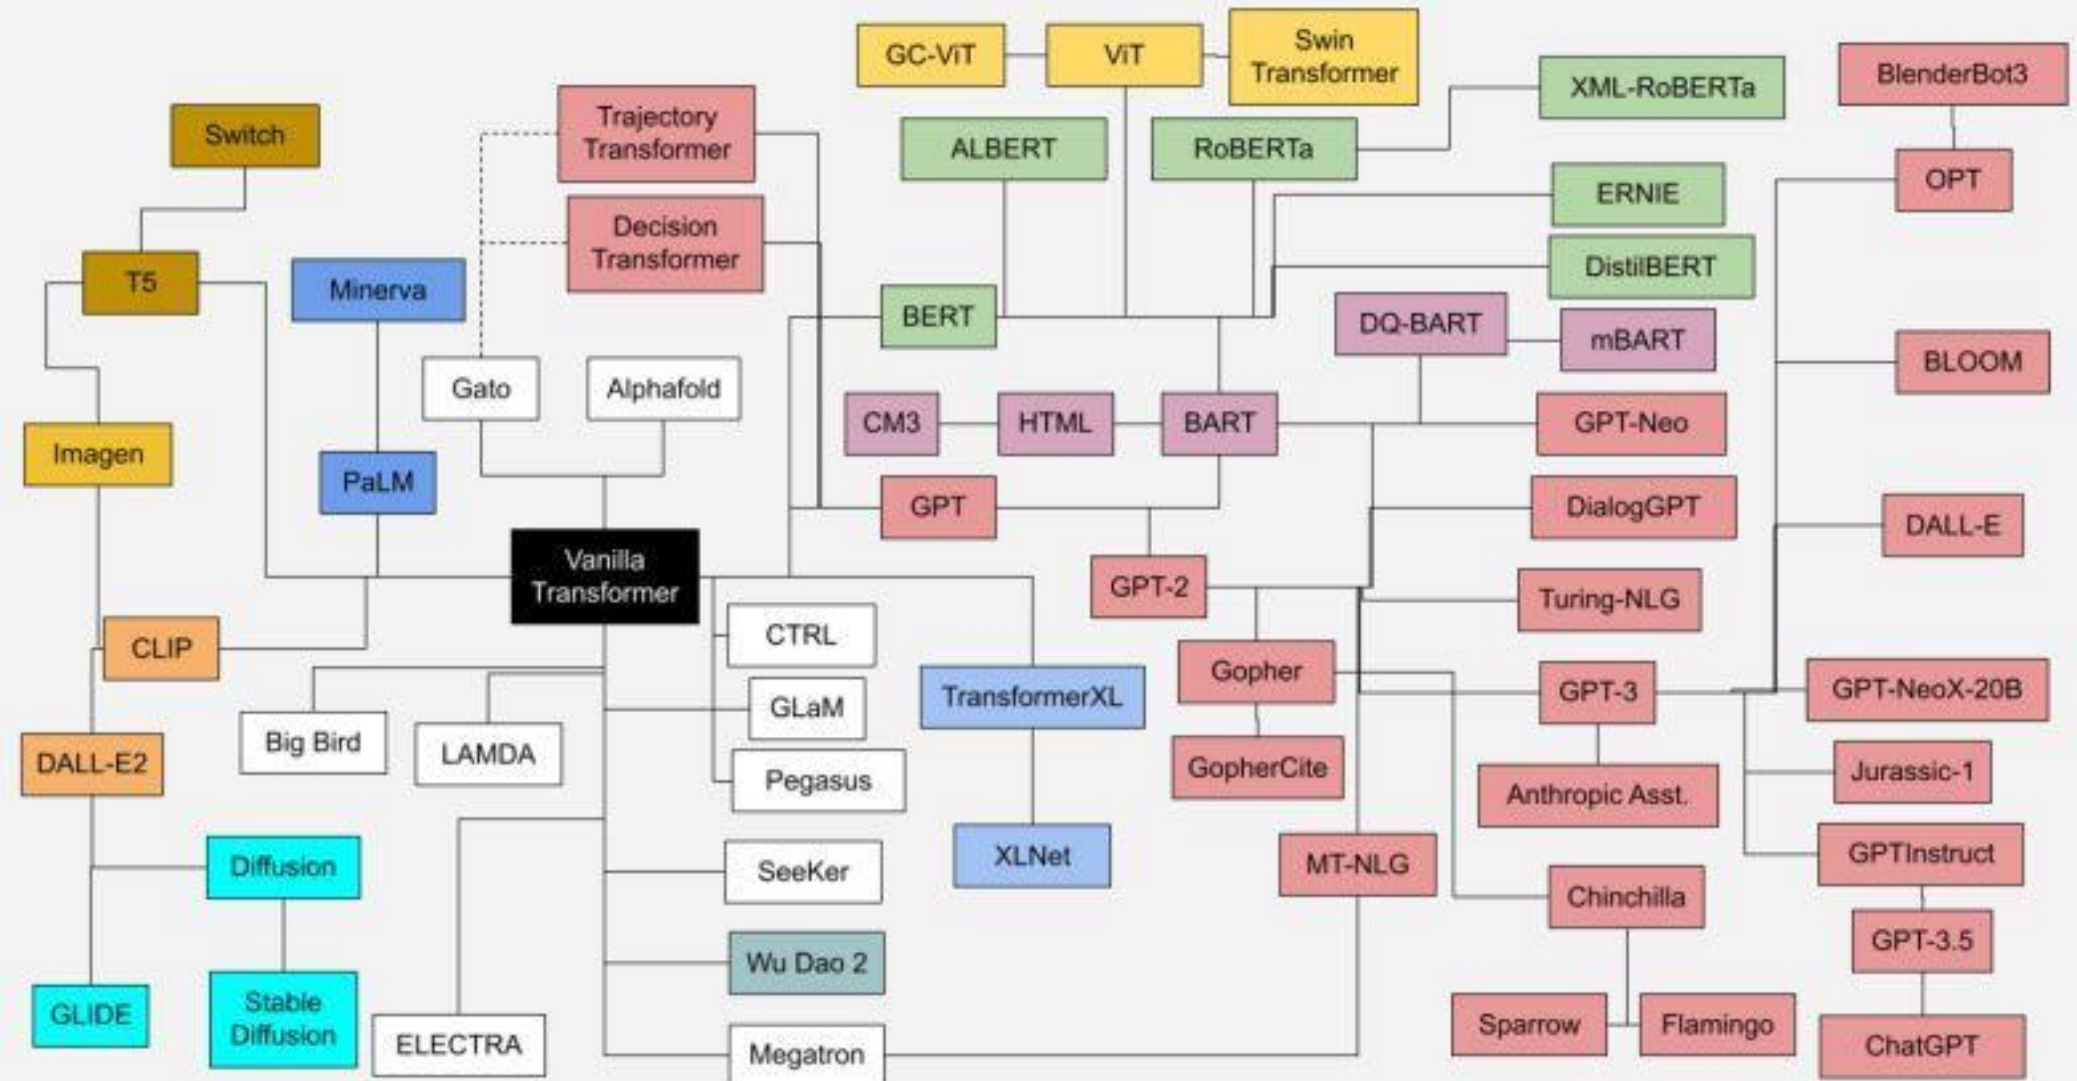 GC-ViT
ViT
Swin
Transformer
XML-RoBERTa
BlenderBot3
Switch
Trajectory
Transformer
ALBERT
RoBERTa
ERNIE
OPT
Decision
Transformer
DistilBERT
T5
Minerva
BERT
DQ-BART
mBART
BLOOM
Gato
Alphafold
CM3
HTML
BART
GPT-Neo
Imagen
PaLM
GPT
DialogGPT
DALL-E
Vanilla
Transformer
GPT-2
Turing-NLG
CLIP
CTRL
TransformerXL
Gopher
GPT-3
GPT-NeoX-20B
Big Bird
LAMDA
GLaM
DALL-E2
Pegasus
GopherCite
Anthropic Asst.
Jurassic-1
Diffusion
SeeKer
XLNet
MT-NLG
GPTInstruct
Chinchilla
GPT-3.5
Wu Dao 2
GLIDE
Stable
Diffusion
ELECTRA
Megatron
Sparrow
Flamingo
ChatGPT